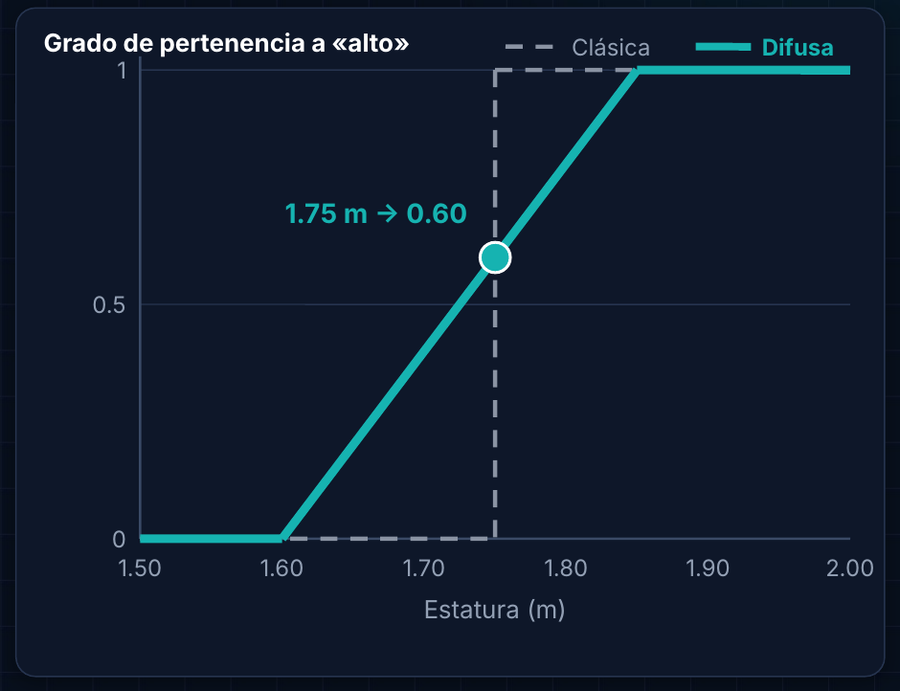 Grado de pertenencia a «alto»
Clásica
Difusa
1
1.75 m → 0.60
0.5
0
1.50 1.60 1.70 1.80 1.90 2.00
Estatura (m)